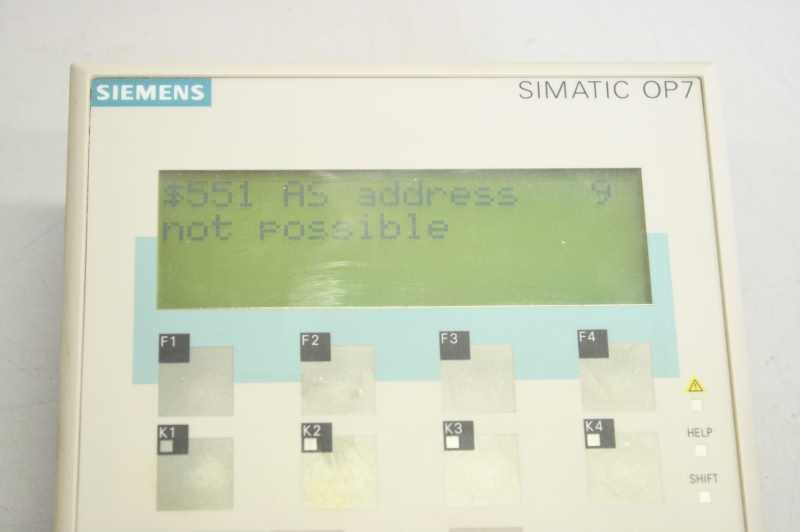 SIEMENS SIMATIC OP7
$551 AS address 9
not possible
F1 F2 F3 F4
K1 K2 K3 K4
HELP
SHIFT